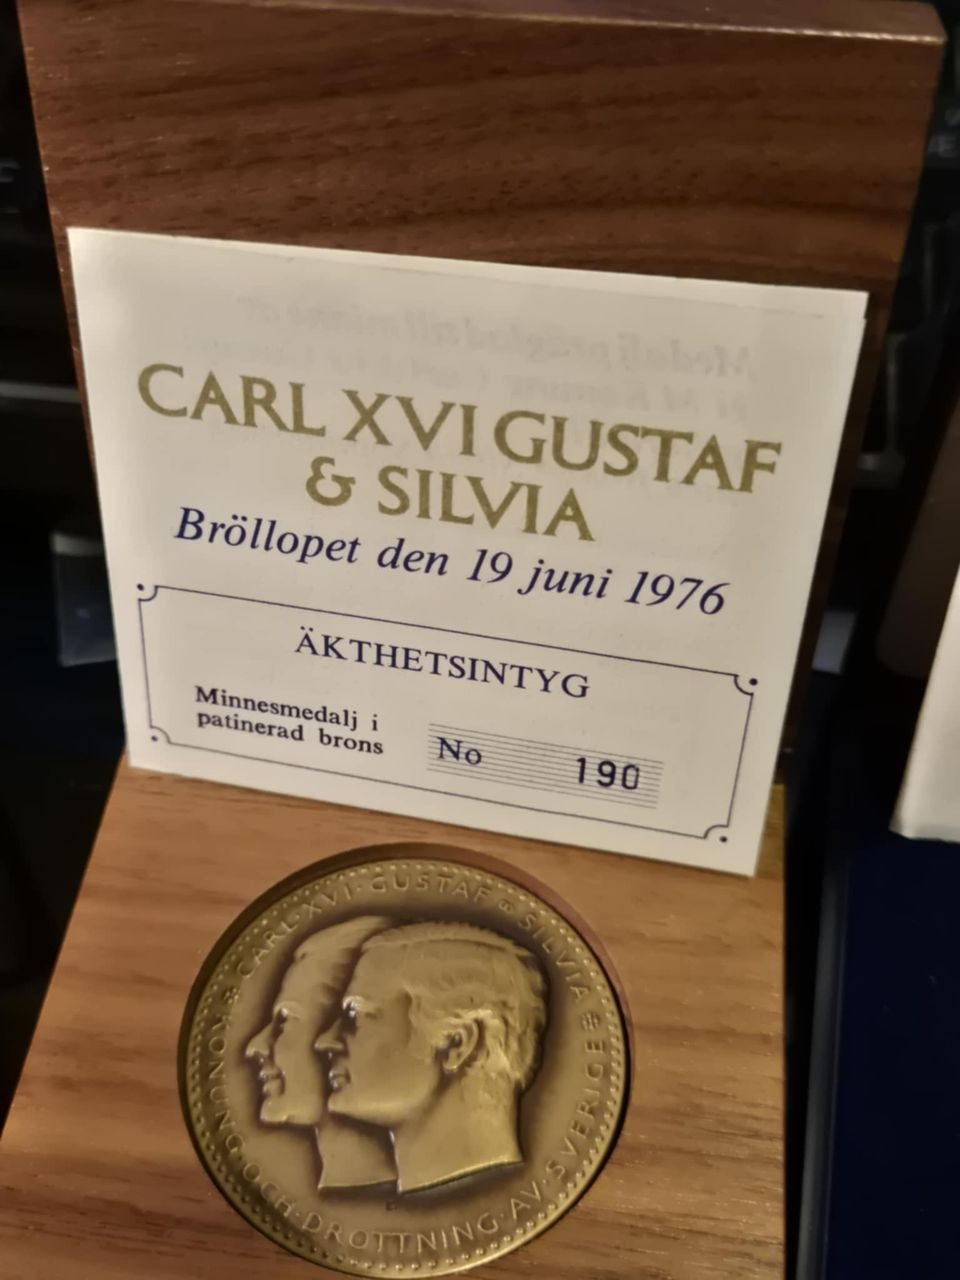 CARL XVI GUSTAF
& SILVIA
Bröllopet den 19 juni 1976
ÄKTHETSINTYG
Minnesmedalj i
patinerad brons
No 190
CARL·XVI·GUSTAF & SILVIA
KONUNG·OCH·DROTTNING·AV·SVERIGE